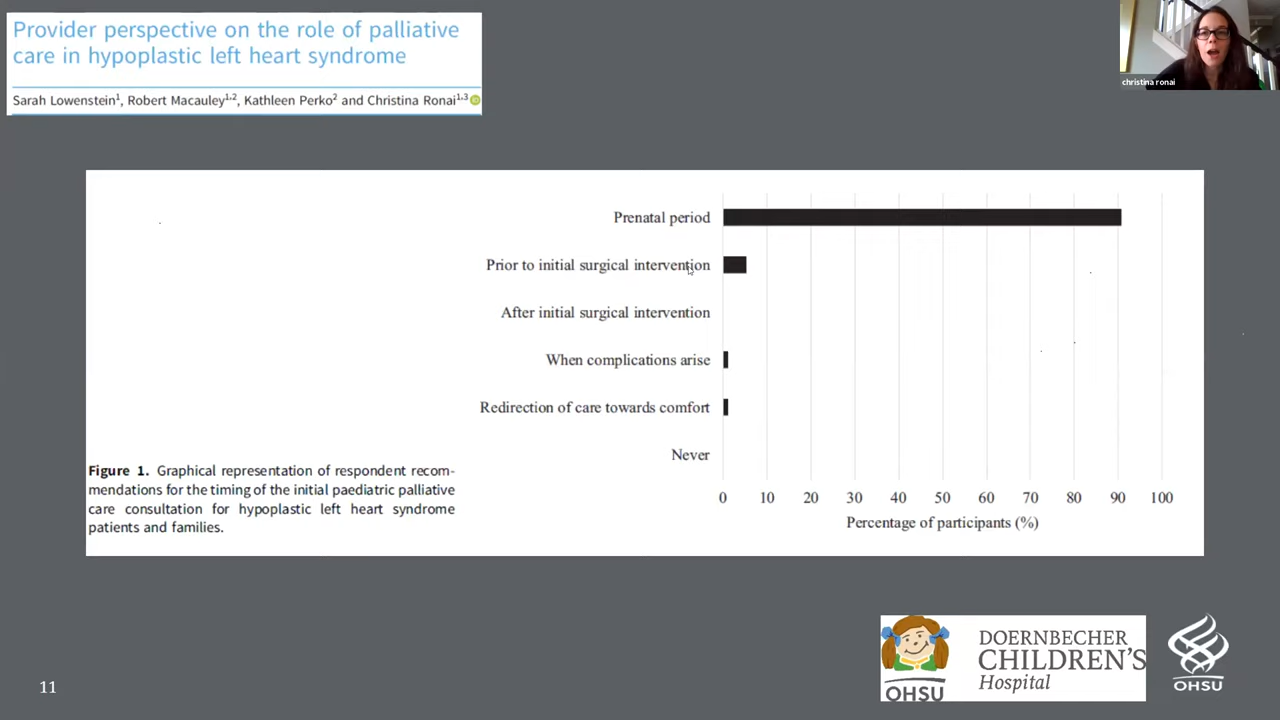 Provider perspective on the role of palliative
care in hypoplastic left heart syndrome
Sarah Lowenstein1, Robert Macauley1,2, Kathleen Perko2 and Christina Ronai1,3
christina ronai
Prenatal period
Prior to initial surgical intervention
After initial surgical intervention
When complications arise
Redirection of care towards comfort
Never
0 10 20 30 40 50 60 70 80 90 100
Percentage of participants (%)
Figure 1. Graphical representation of respondent recom-
mendations for the timing of the initial paediatric palliative
care consultation for hypoplastic left heart syndrome
patients and families.
11
OHSU
DOERNBECHER
CHILDREN'S
Hospital
OHSU